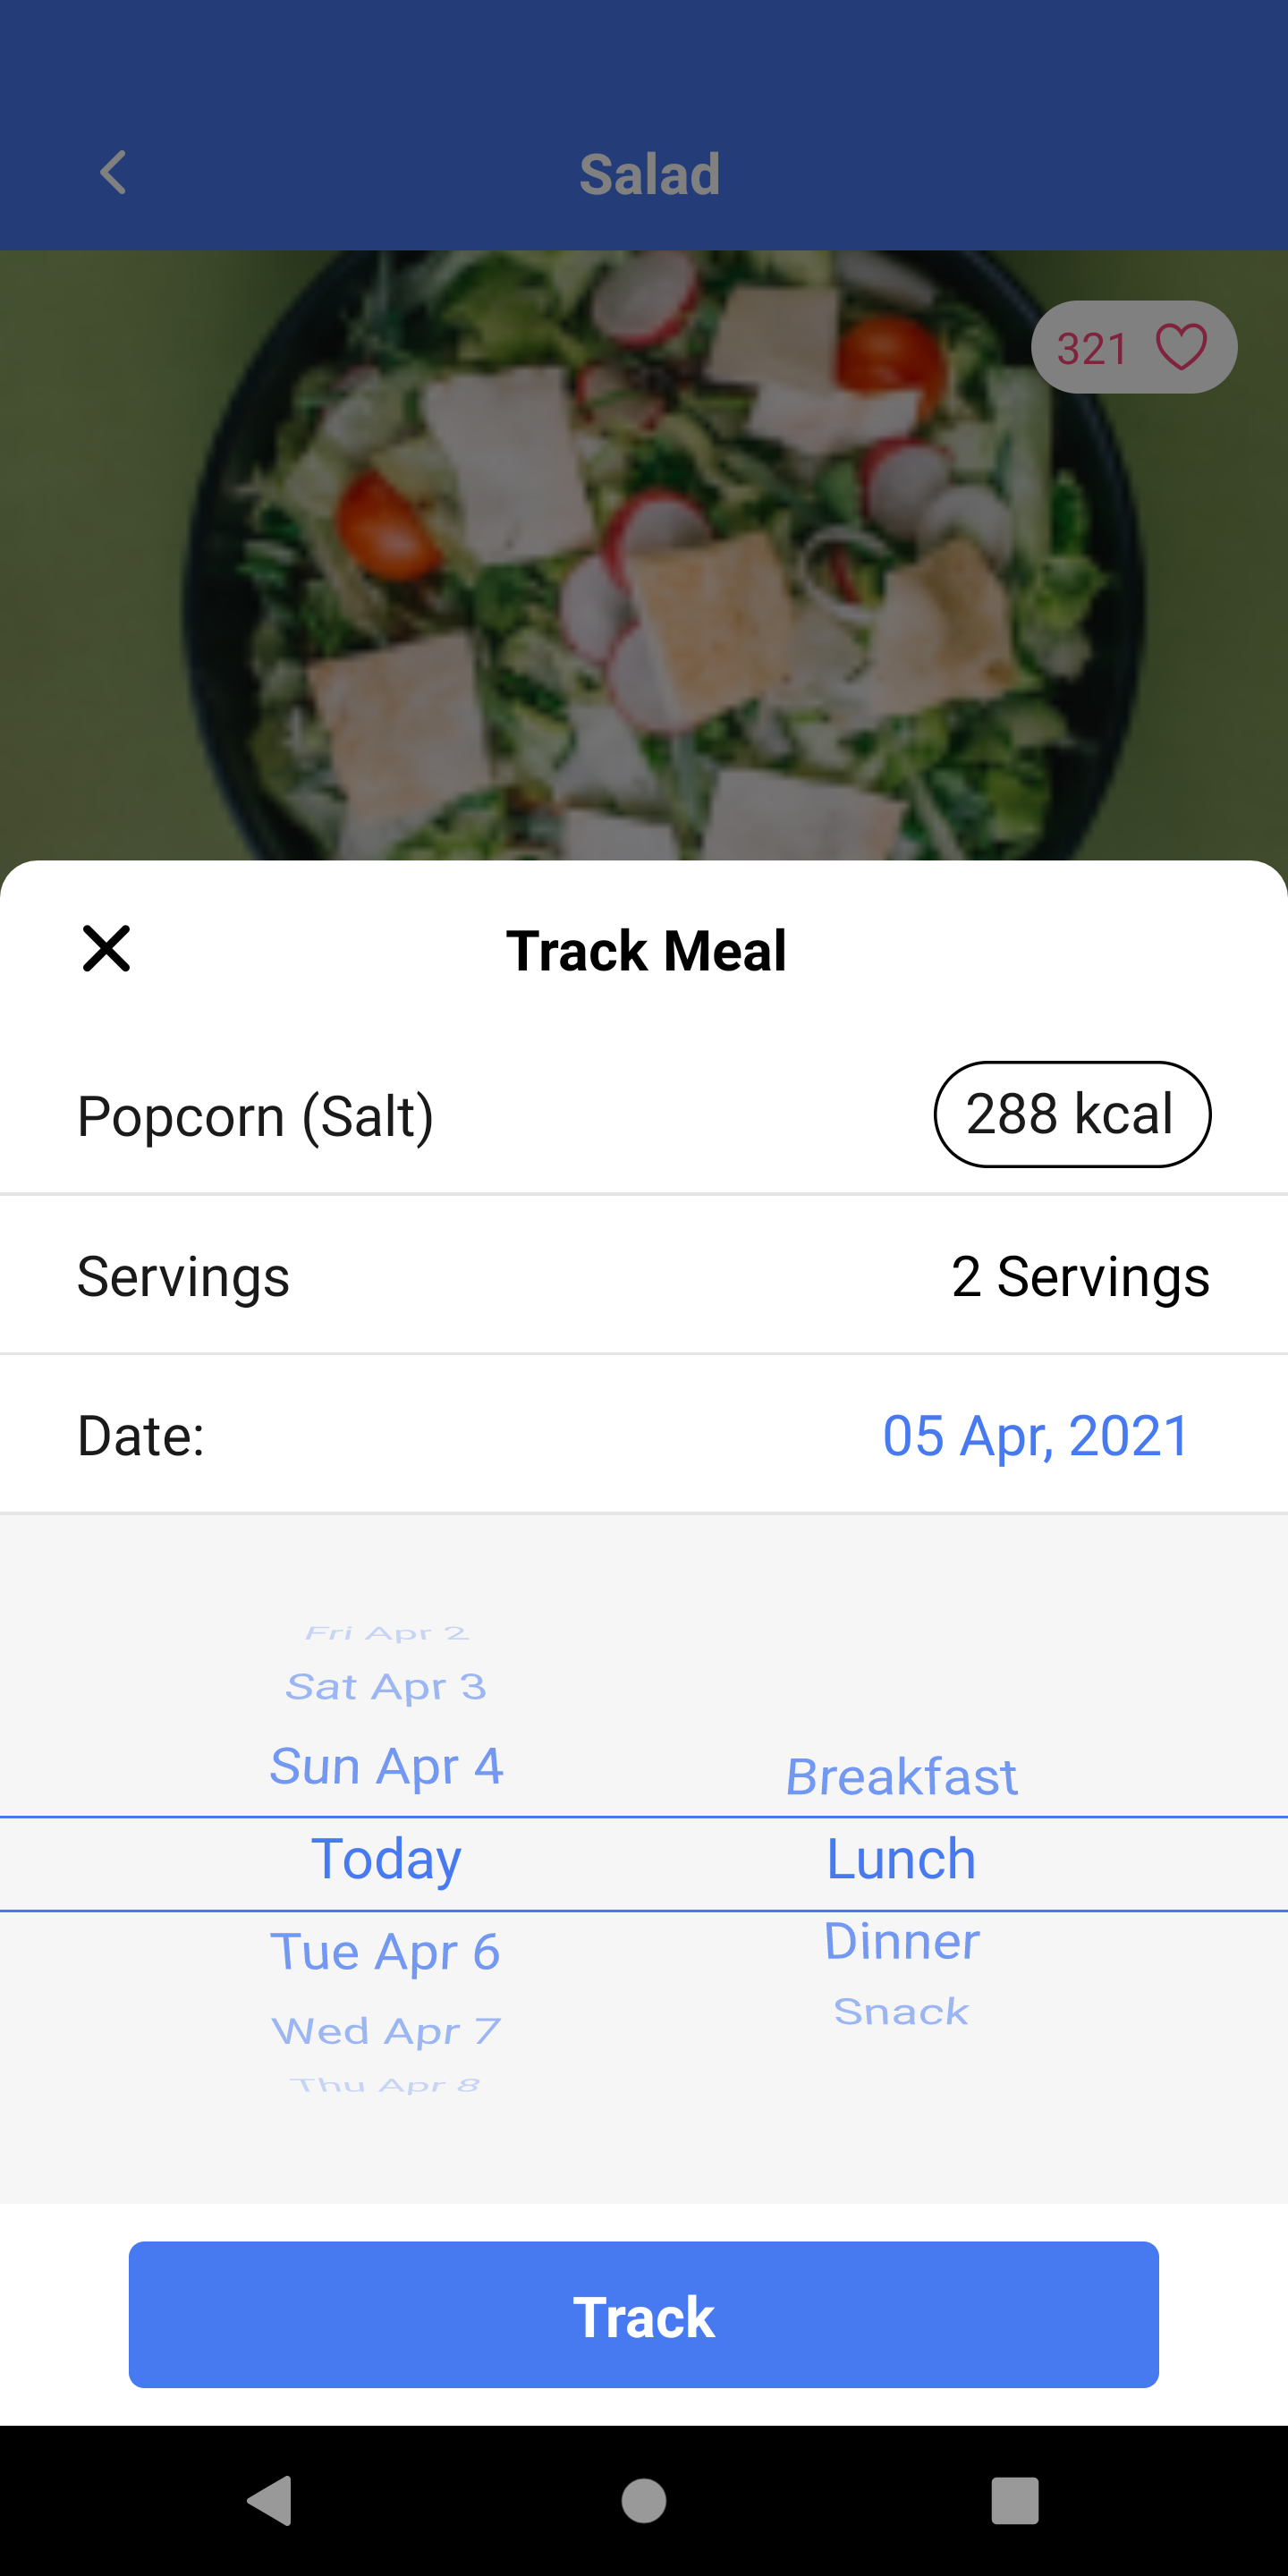 Salad
321
Track Meal
Popcorn (Salt) 288 kcal
Servings 2 Servings
Date: 05 Apr, 2021
Fri Apr 2
Sat Apr 3
Sun Apr 4 Breakfast
Today Lunch
Tue Apr 6 Dinner
Wed Apr 7 Snack
Thu Apr 8
Track